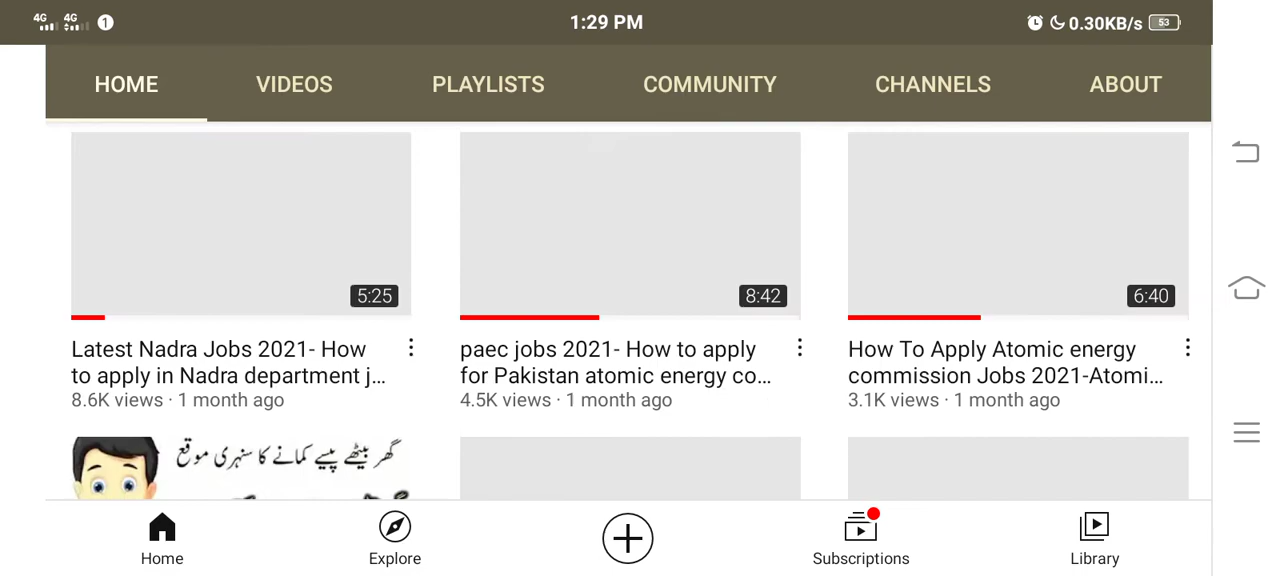 4G 4G 1 1:29 PM 0.30KB/s 53
HOME VIDEOS PLAYLISTS COMMUNITY CHANNELS ABOUT
5:25 8:42 6:40
Latest Nadra Jobs 2021- How
to apply in Nadra department j...
8.6K views · 1 month ago
paec jobs 2021- How to apply
for Pakistan atomic energy co...
4.5K views · 1 month ago
How To Apply Atomic energy
commission Jobs 2021-Atomi...
3.1K views · 1 month ago
گھر بیٹھے پیسے کمانے کا سنہری موقع
Home Explore Subscriptions Library